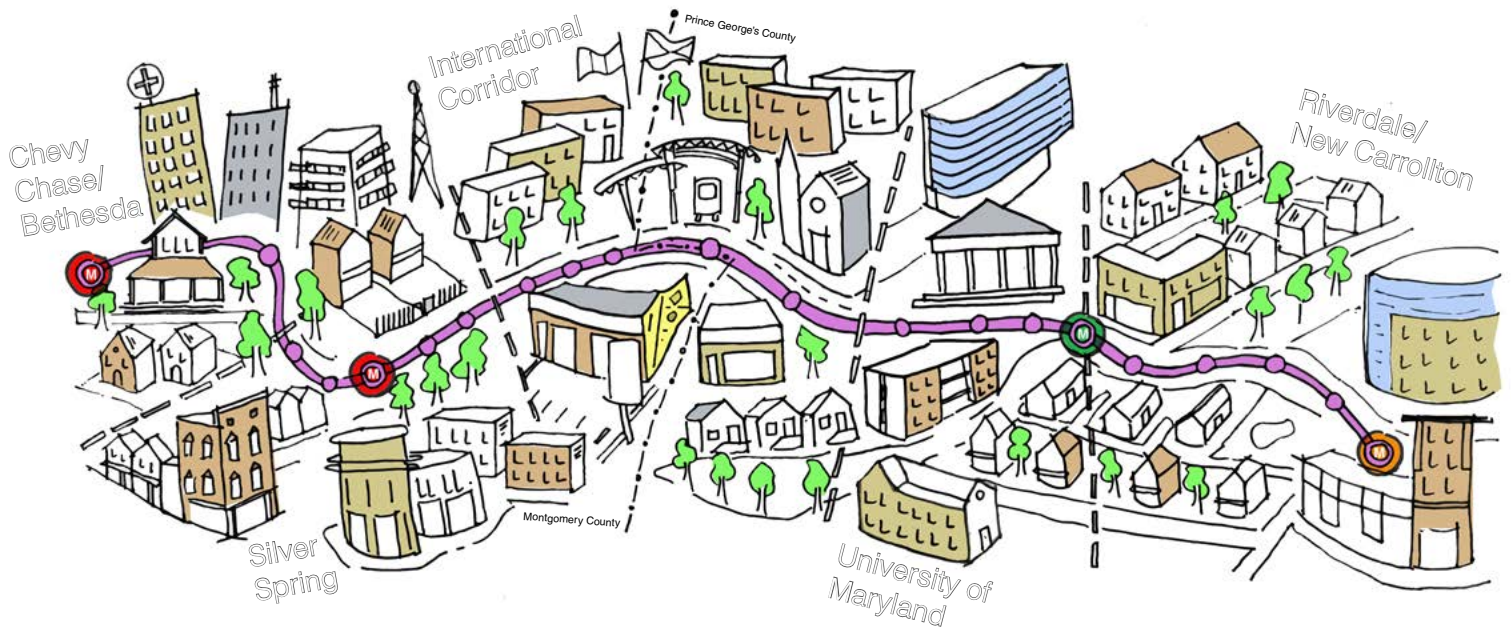 Prince George's County
International
Corridor
Chevy
Chase/
Bethesda
Riverdale/
New Carrollton
M
M
M
M
Montgomery County
Silver
Spring
University of
Maryland